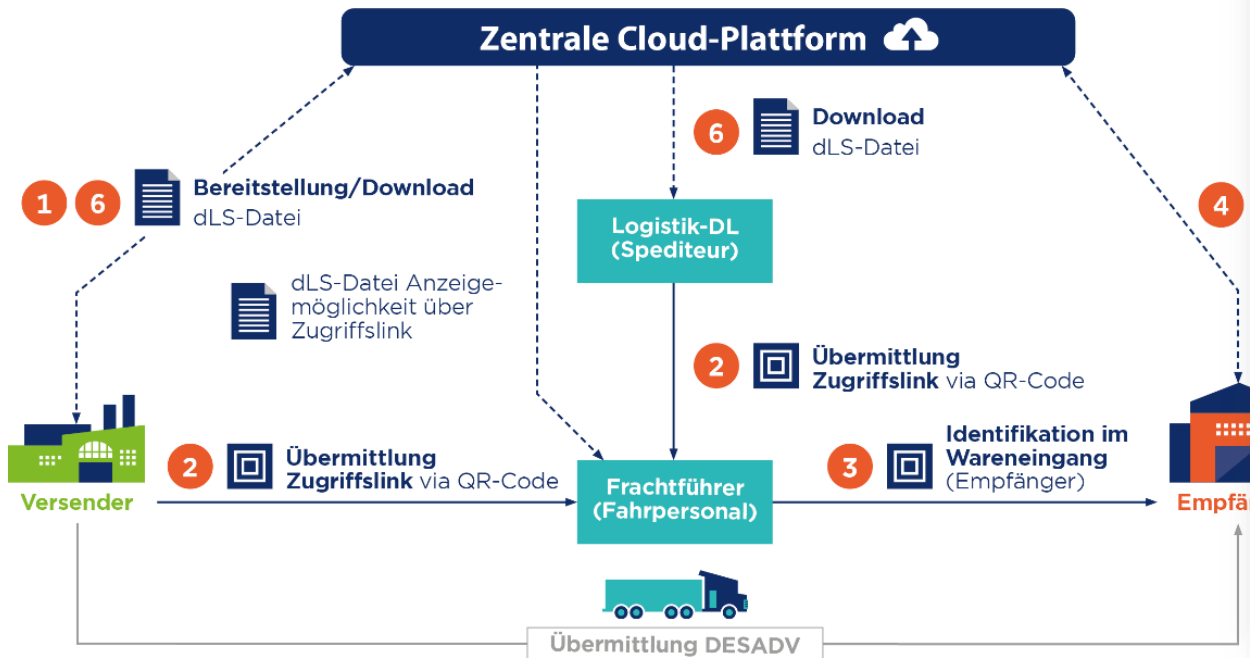 Zentrale Cloud-Plattform
6
Download
dLS-Datei
1
6
Bereitstellung/Download
dLS-Datei
4
Logistik-DL
(Spediteur)
dLS-Datei Anzeige-
möglichkeit über
Zugriffslink
2
Übermittlung
Zugriffslink via QR-Code
2
Übermittlung
Zugriffslink via QR-Code
3
Identifikation im
Wareneingang
(Empfänger)
Frachtführer
(Fahrpersonal)
Versender
Empfä
Übermittlung DESADV